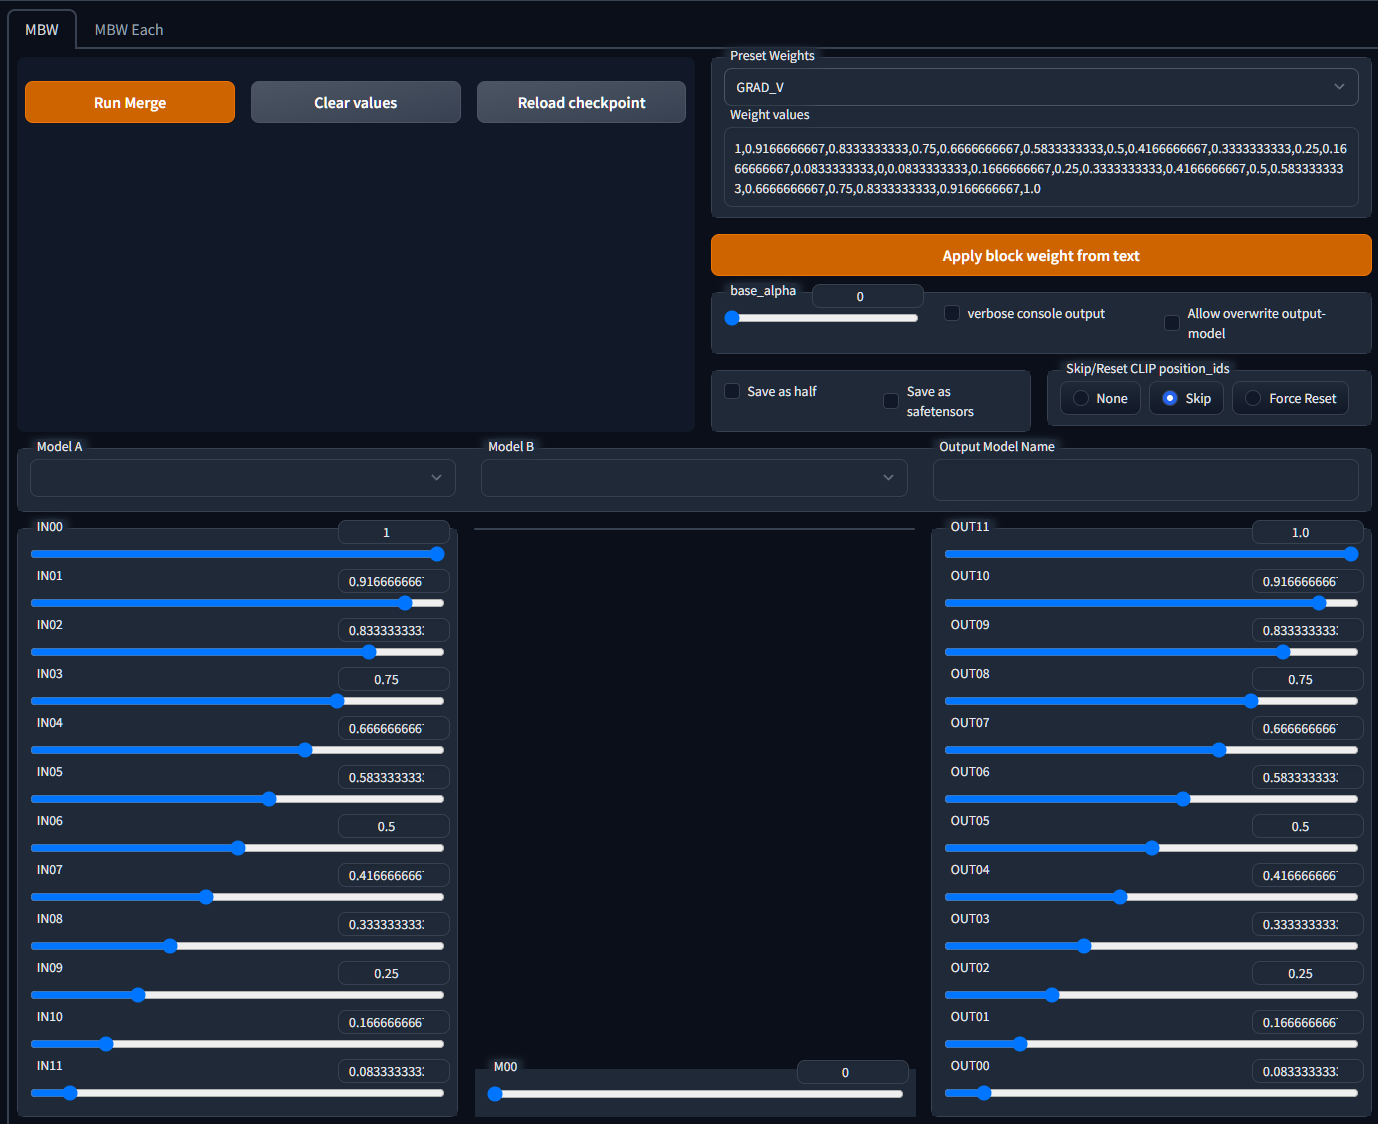 MBW
MBW Each
Run Merge
Clear values
Reload checkpoint
Preset Weights
GRAD_V
Weight values
1,0.9166666667,0.8333333333,0.75,0.6666666667,0.5833333333,0.5,0.4166666667,0.3333333333,0.25,0.16
66666667,0.0833333333,0,0.0833333333,0.1666666667,0.25,0.3333333333,0.4166666667,0.5,0.583333333
3,0.6666666667,0.75,0.8333333333,0.9166666667,1.0
Apply block weight from text
base_alpha
0
verbose console output
Allow overwrite output-
model
Save as half
Save as
safetensors
Skip/Reset CLIP position_ids
None
Skip
Force Reset
Model A
Model B
Output Model Name
IN00
1
IN01
0.916666666
IN02
0.833333333
IN03
0.75
IN04
0.666666666
IN05
0.583333333
IN06
0.5
IN07
0.416666666
IN08
0.333333333
IN09
0.25
IN10
0.166666666
IN11
0.083333333
M00
0
OUT11
1.0
OUT10
0.916666666
OUT09
0.833333333
OUT08
0.75
OUT07
0.666666666
OUT06
0.583333333
OUT05
0.5
OUT04
0.416666666
OUT03
0.333333333
OUT02
0.25
OUT01
0.166666666
OUT00
0.083333333